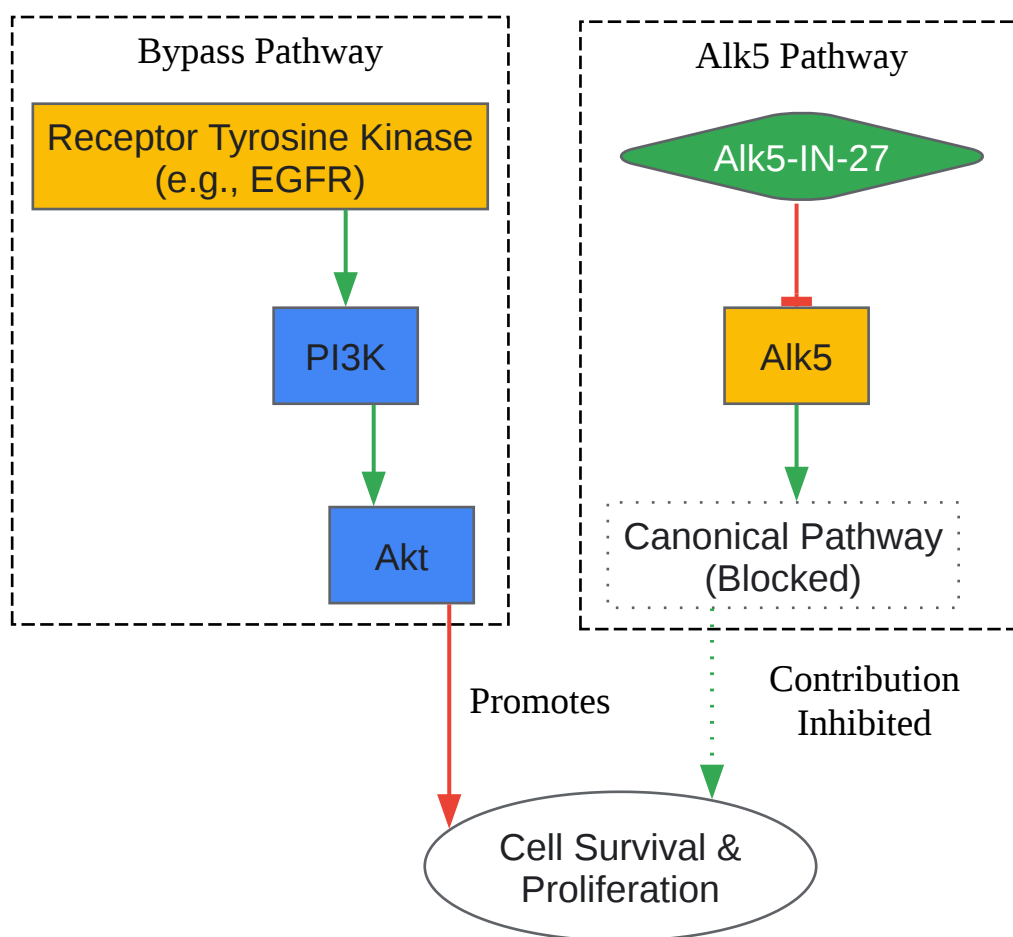 Bypass Pathway
Receptor Tyrosine Kinase
(e.g., EGFR)
PI3K
Akt
Alk5 Pathway
Alk5-IN-27
Alk5
Canonical Pathway
(Blocked)
Promotes
Contribution
Inhibited
Cell Survival &
Proliferation